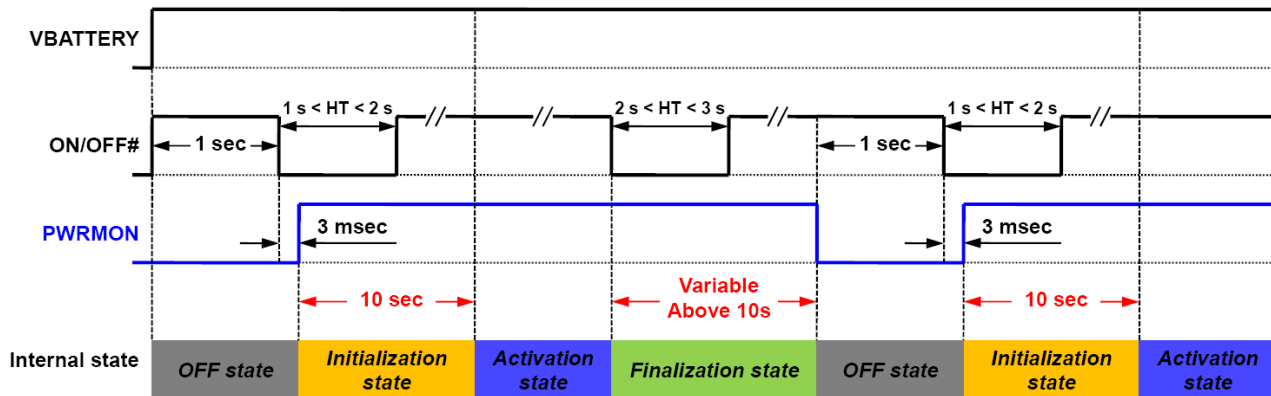 VBATTERY
1 s < HT < 2 s
2 s < HT < 3 s
1 s < HT < 2 s
ON/OFF#
1 sec
1 sec
PWRMON
3 msec
3 msec
10 sec
Variable
Above 10s
10 sec
Internal state
OFF state
Initialization
state
Activation
state
Finalization state
OFF state
Initialization
state
Activation
state